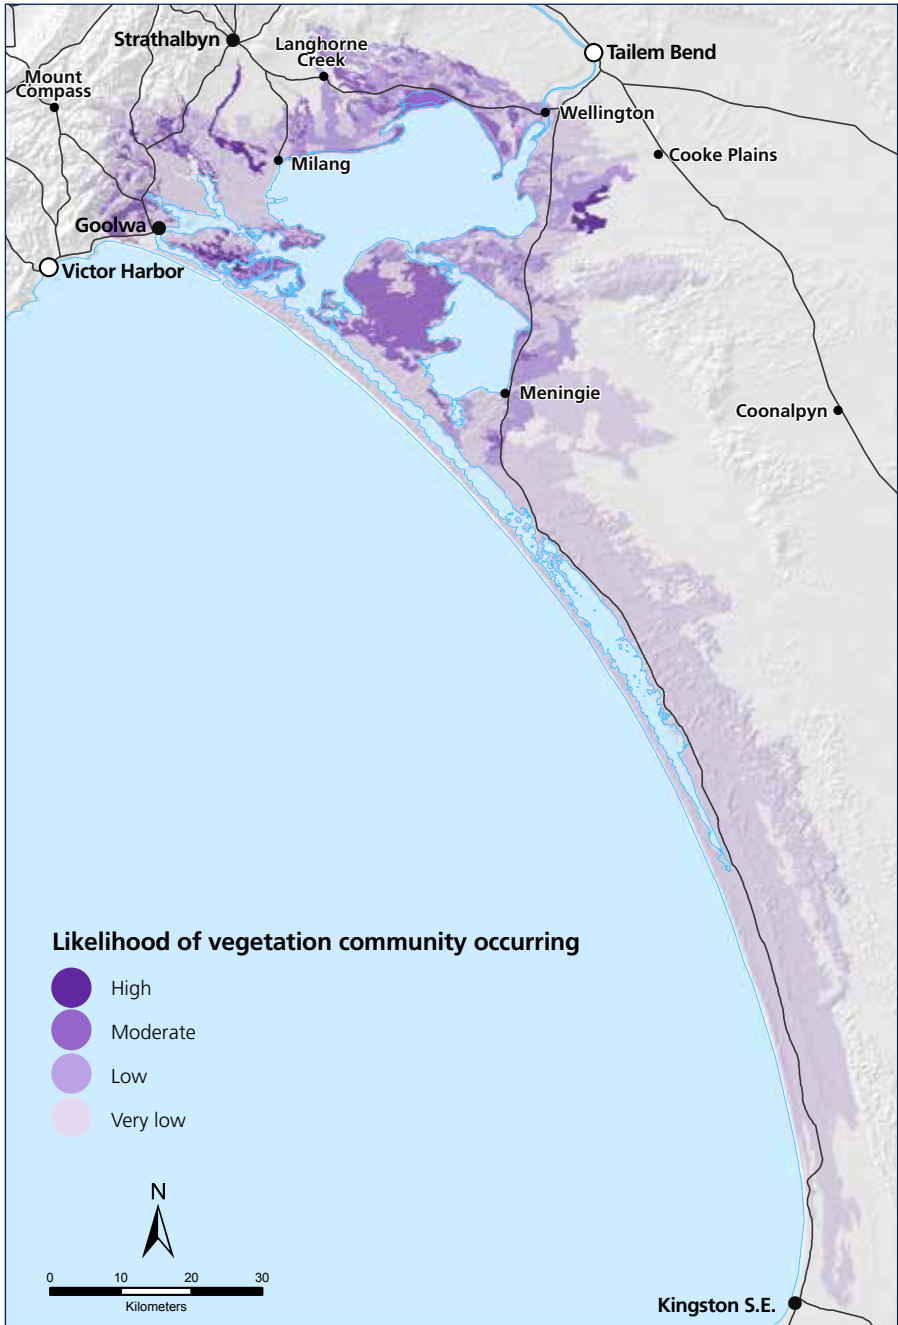 Strathalbyn
Langhorne
Creek
Tailem Bend
Mount
Compass
Wellington
Cooke Plains
Milang
Goolwa
Victor Harbor
Meningie
Coonalpyn
Likelihood of vegetation community occurring
High
Moderate
Low
Very low
N
0 10 20 30
Kilometers
Kingston S.E.